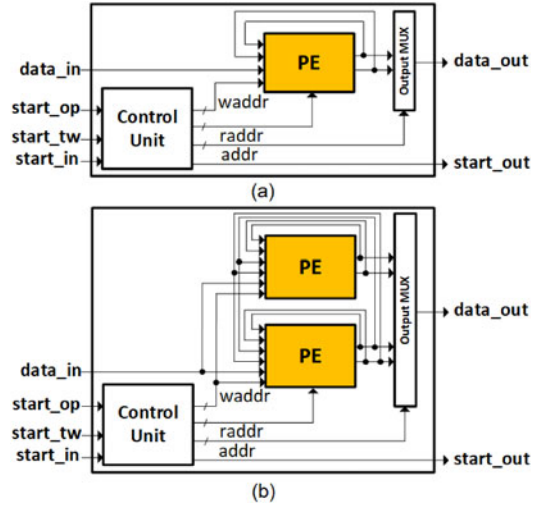 PE
Output MUX
data_in
data_out
waddr
start_op
Control
Unit
start_tw
raddr
start_in
addr
start_out
(a)
PE
Output MUX
data_out
PE
data_in
waddr
start_op
Control
Unit
start_tw
raddr
start_in
addr
start_out
(b)